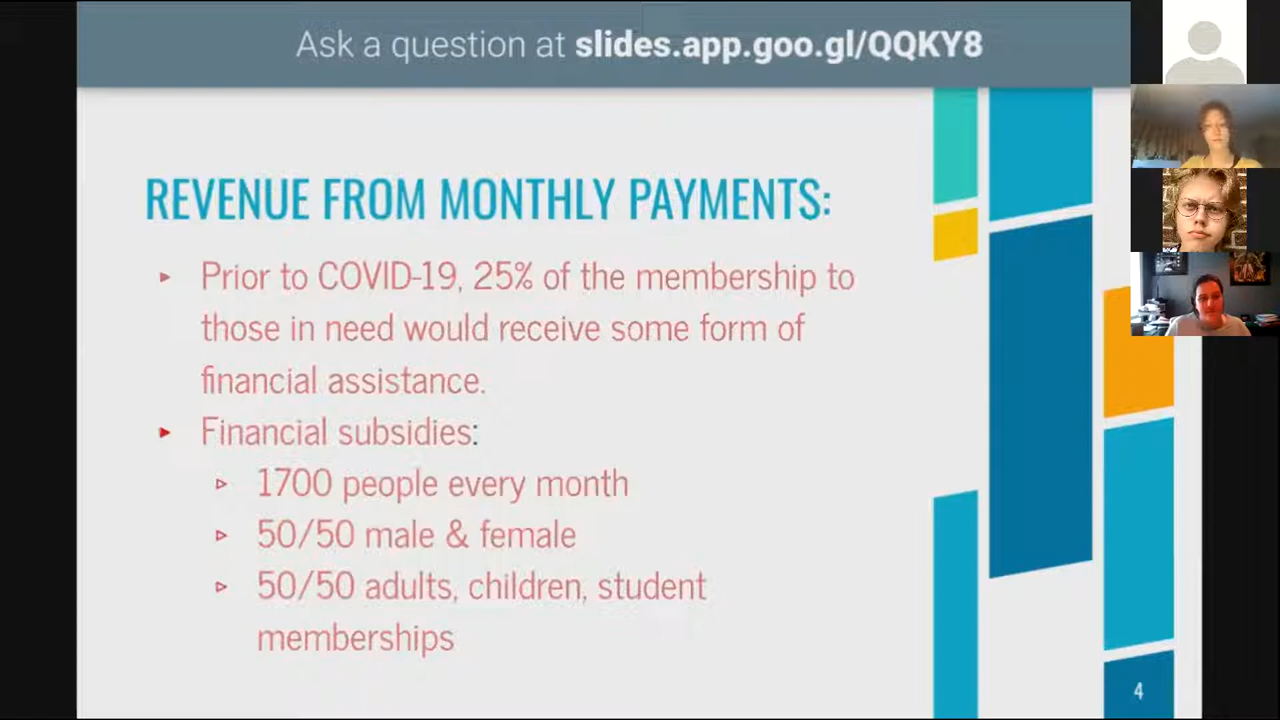 Ask a question at slides.app.goo.gl/QQKY8
REVENUE FROM MONTHLY PAYMENTS:
Prior to COVID-19, 25% of the membership to
those in need would receive some form of
financial assistance.
Financial subsidies:
1700 people every month
50/50 male & female
50/50 adults, children, student
memberships
4